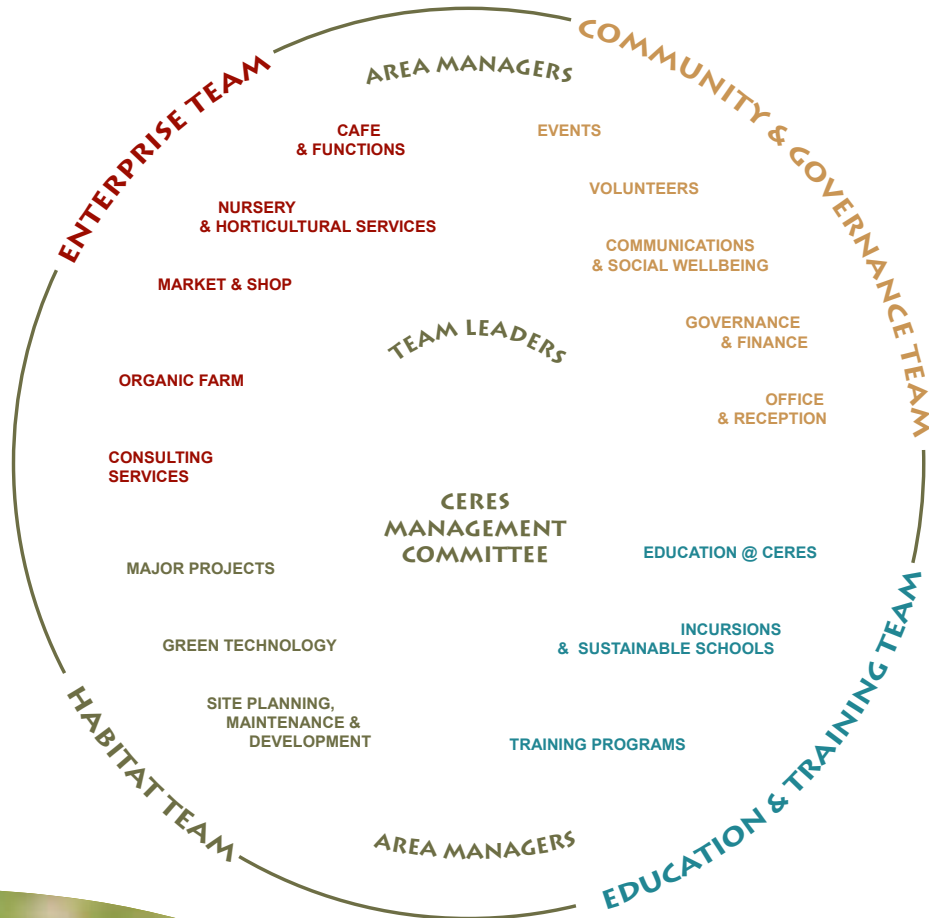 COMMUNITY & GOVERNANCE TEAM
ENTERPRISE TEAM
AREA MANAGERS
CAFE
& FUNCTIONS
EVENTS
VOLUNTEERS
NURSERY
& HORTICULTURAL SERVICES
COMMUNICATIONS
& SOCIAL WELLBEING
MARKET & SHOP
GOVERNANCE
& FINANCE
TEAM LEADERS
ORGANIC FARM
OFFICE
& RECEPTION
CONSULTING
SERVICES
CERES
MANAGEMENT
COMMITTEE
EDUCATION @ CERES
MAJOR PROJECTS
INCURSIONS
& SUSTAINABLE SCHOOLS
GREEN TECHNOLOGY
SITE PLANNING,
MAINTENANCE &
DEVELOPMENT
TRAINING PROGRAMS
HABITAT TEAM
AREA MANAGERS
EDUCATION & TRAINING TEAM